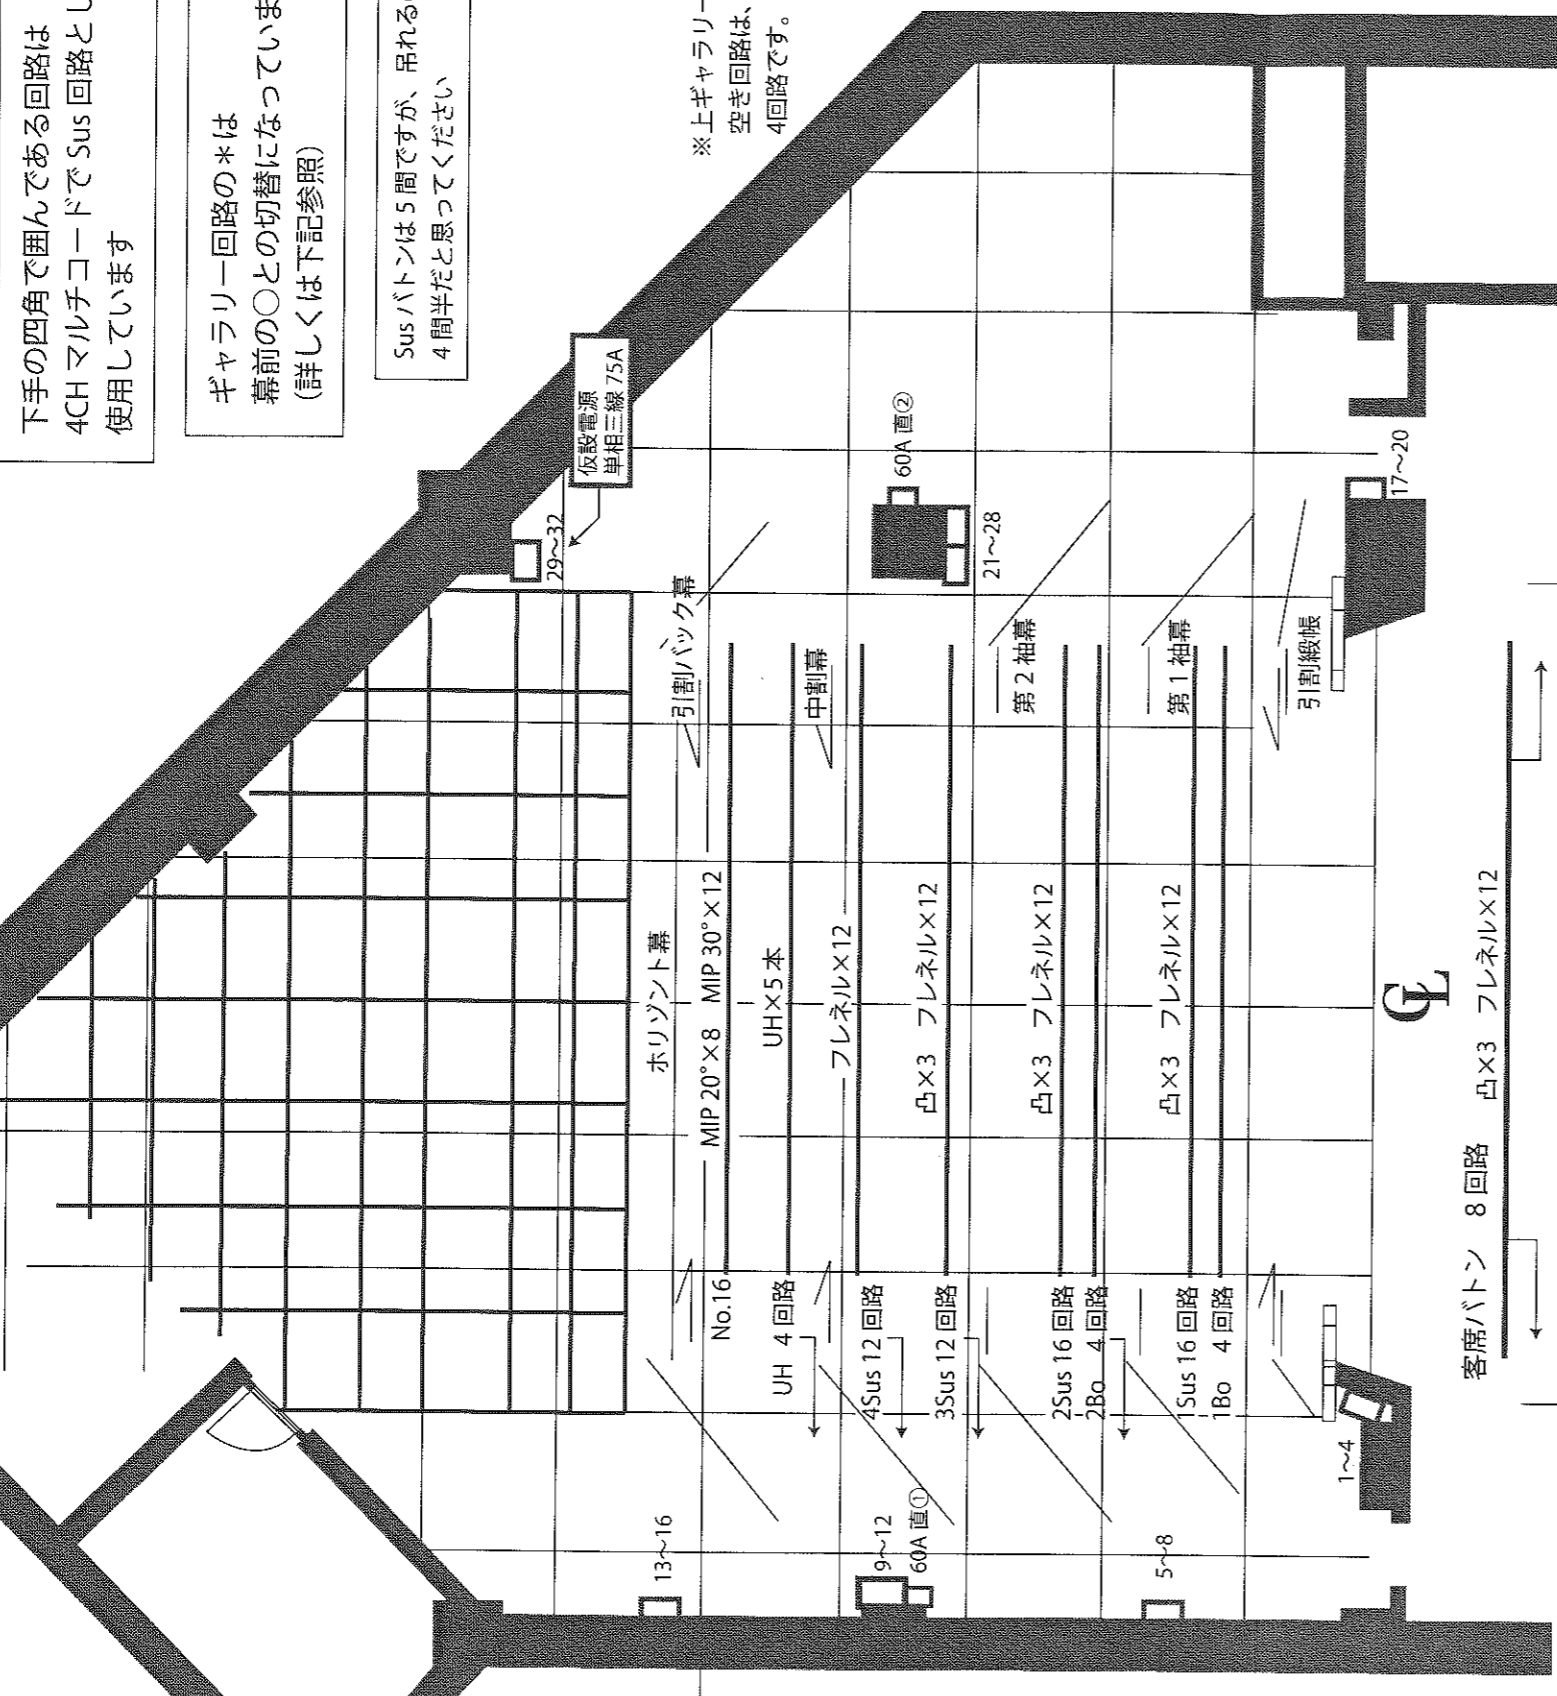 下手の四角で囲んである回路は
4CH マルチコードで Sus 回路とし
使用しています
ギャラリー回路の＊は
幕前の○との切替になっていま
(詳しくは下記参照)
Sus バトンは 5 間ですが、吊れる
4 間半だと思ってください
※上ギャラリー
空き回路は、
4回路です。
仮設電源
単相三線 75A
29〜32
60A 直②
21〜28
17〜20
引割バック幕
中割幕
第 2 袖幕
第 1 袖幕
引割緞帳
ホリゾント幕
MIP 20°×8 MIP 30°×12
UH×5 本
フレネル×12
凸×3 フレネル×12
凸×3 フレネル×12
凸×3 フレネル×12
CL
No.16
UH 4 回路
4Sus 12 回路
3Sus 12 回路
2Sus 16 回路
2Bo 4 回路
1Sus 16 回路
1Bo 4 回路
客席バトン 8 回路 凸×3 フレネル×12
13〜16
9〜12
60A 直①
5〜8
1〜4